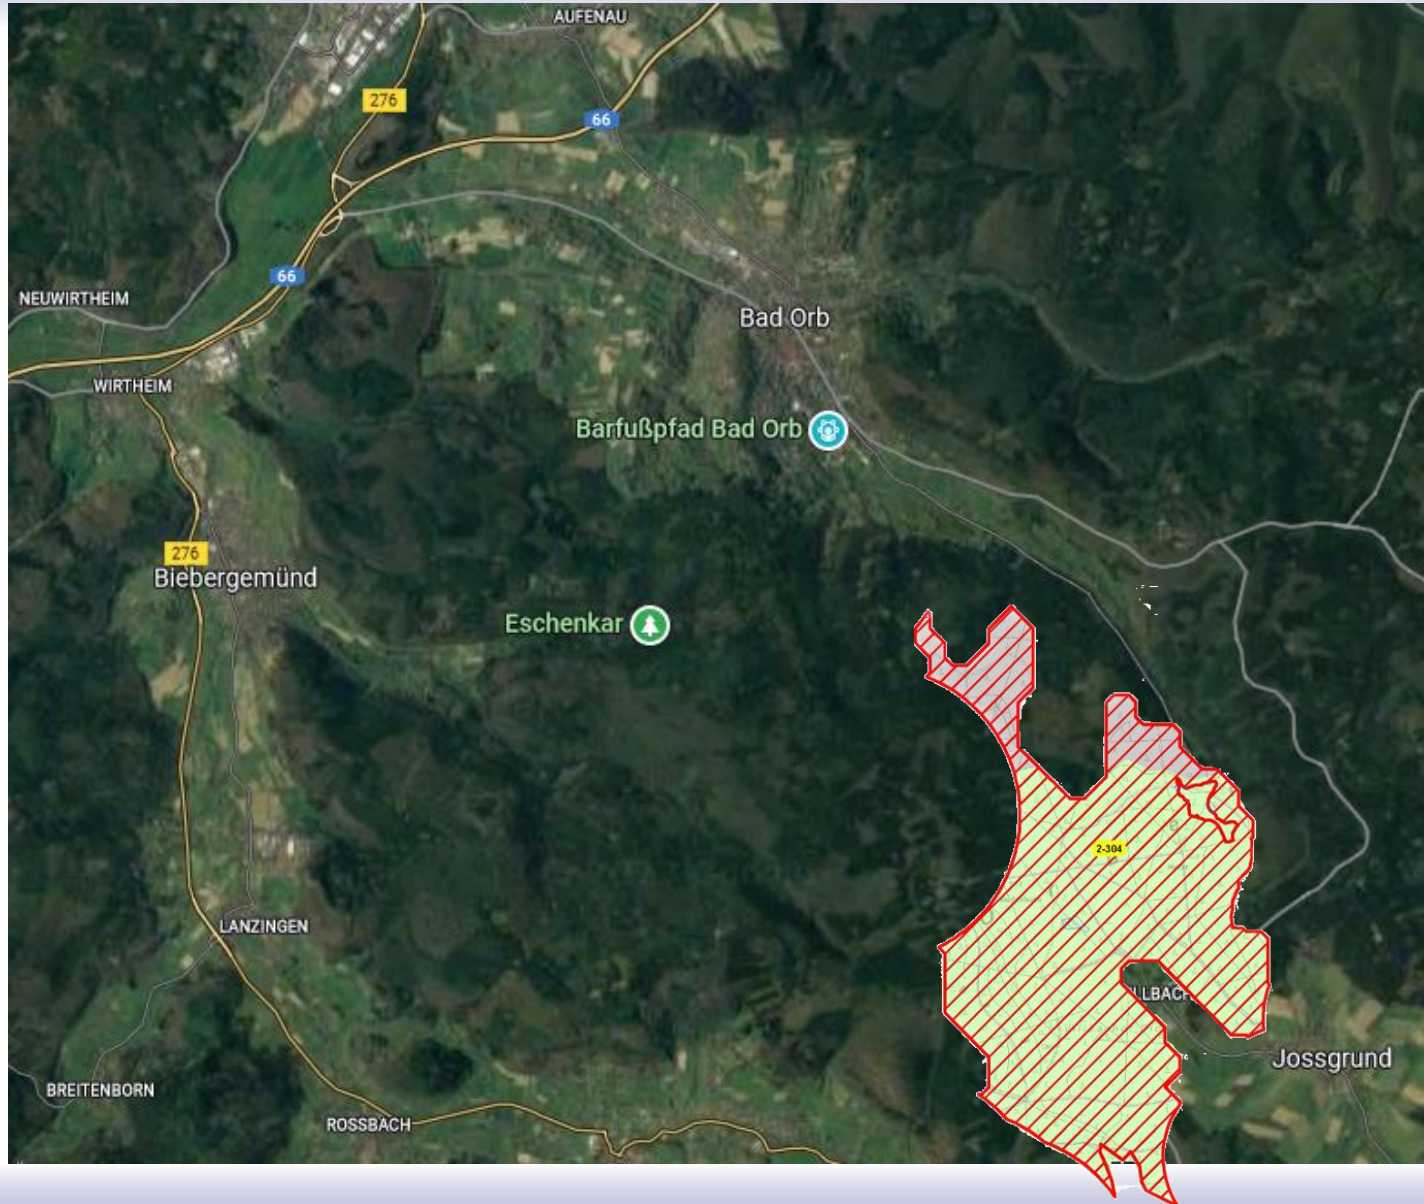 AUFENAU
276
66
66
NEUWIRTHEIM
Bad Orb
WIRTHEIM
Barfußpfad Bad Orb
276
Biebergemünd
Eschenkar
2-304
LANZINGEN
LLBACH
Jossgrund
BREITENBORN
ROSSBACH